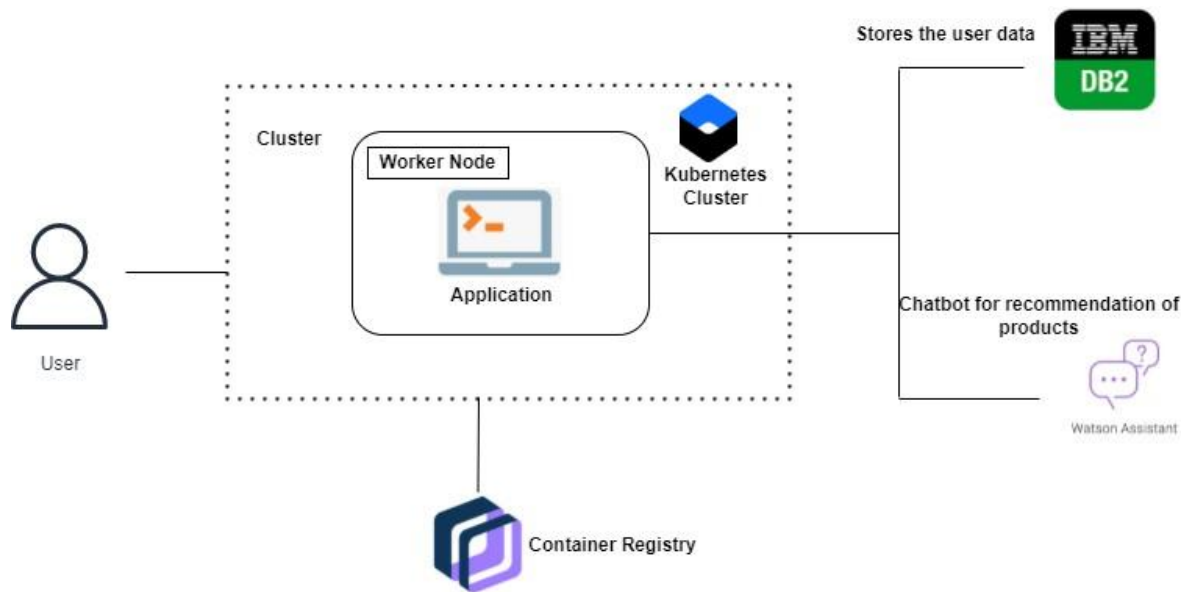 Stores the user data
IBM
DB2
Cluster
Worker Node
Kubernetes
Cluster
Application
User
Chatbot for recommendation of
products
?
Watson Assistant
Container Registry